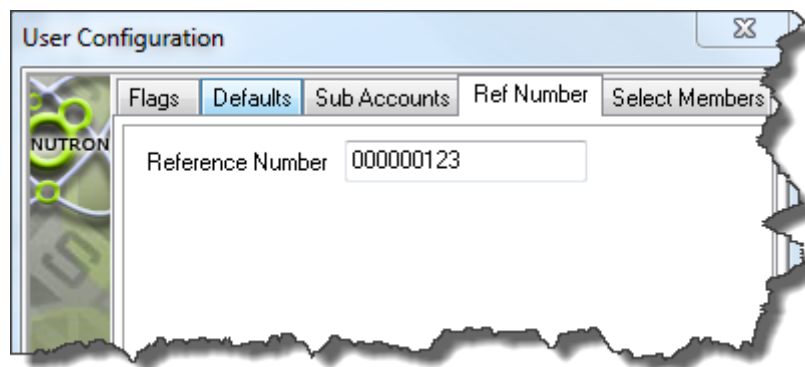 User Configuration
Flags Defaults Sub Accounts Ref Number Select Members
NUTRON
Reference Number 000000123